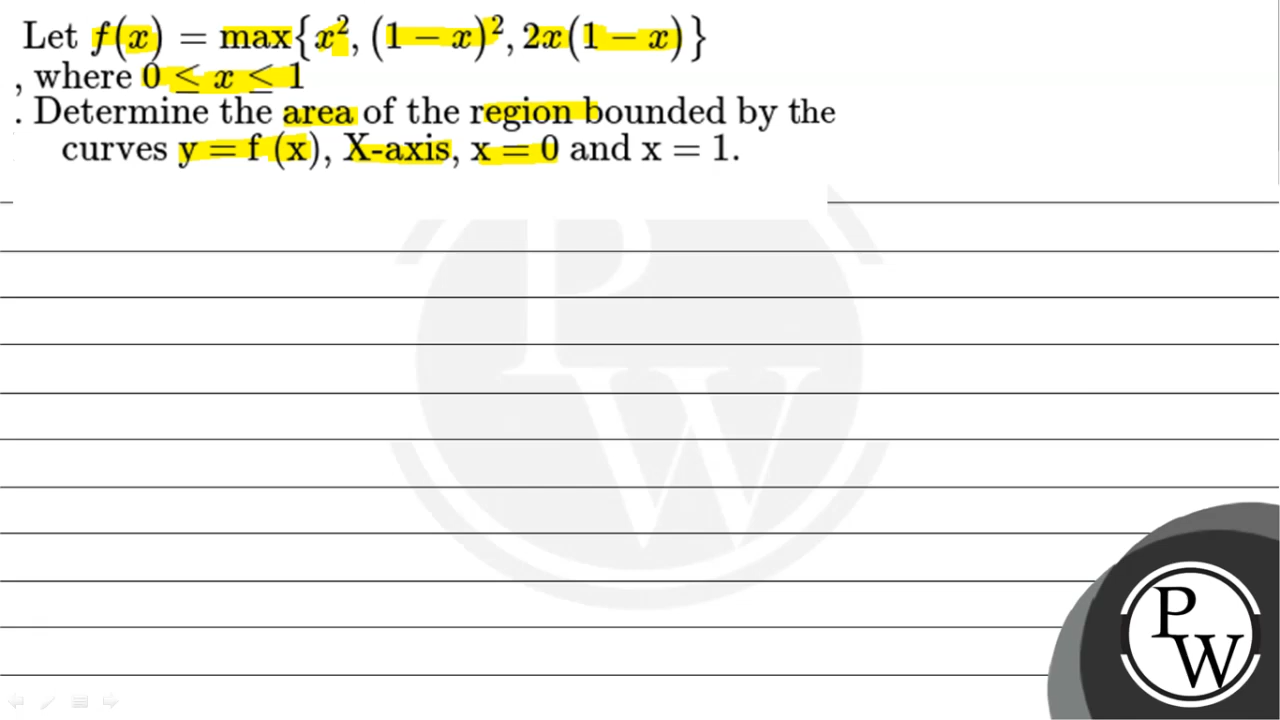 Let f(x) = max{x², (1 − x)², 2x(1 − x)}
, where 0 ≤ x ≤ 1
. Determine the area of the region bounded by the
curves y = f (x), X-axis, x = 0 and x = 1.
P
W
P
W